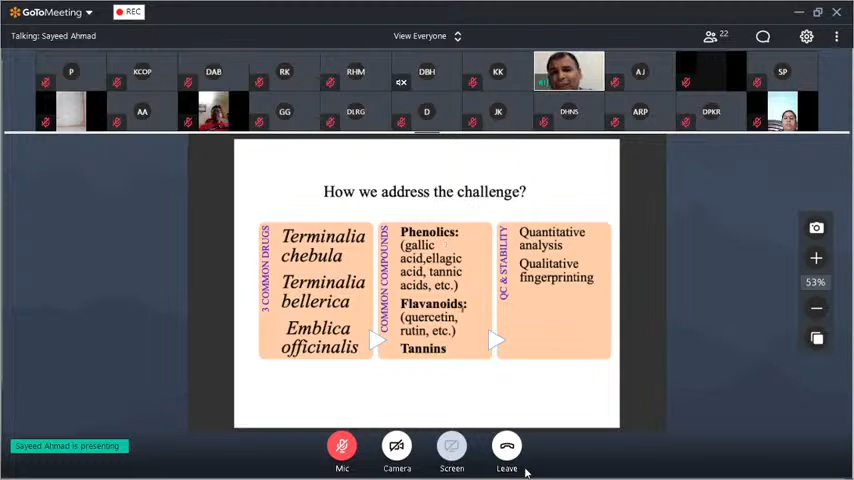 GoToMeeting
REC
Talking: Sayeed Ahmad
View Everyone
22
P
KCOP
DAB
RK
RHM
DBH
KK
AJ
SP
AA
GG
DLRG
D
JK
DHNS
ARP
DPKR
How we address the challenge?
3 COMMON DRUGS
Terminalia
chebula
Terminalia
bellerica
Emblica
officinalis
COMMON COMPOUNDS
Phenolics:
(gallic
acid,ellagic
acid, tannic
acids, etc.)
Flavanoids:
(quercetin,
rutin, etc.)
Tannins
QC & STABILITY
Quantitative
analysis
Qualitative
fingerprinting
53%
Sayeed Ahmad is presenting
Mic
Camera
Screen
Leave